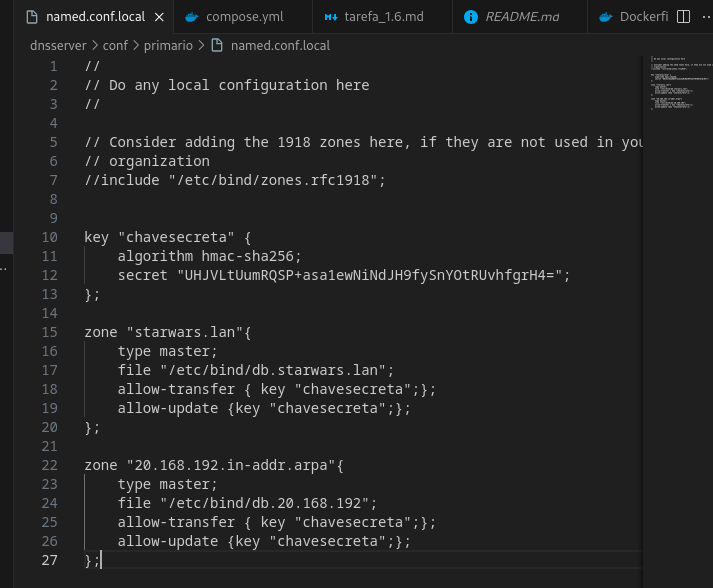 named.conf.local
compose.yml
tarefa_1.6.md
README.md
Dockerfi
dnsserver > conf > primario > named.conf.local
1 //
2 // Do any local configuration here
3 //
4
5 // Consider adding the 1918 zones here, if they are not used in you
6 // organization
7 //include "/etc/bind/zones.rfc1918";
8
9
10 key "chavesecreta" {
11 algorithm hmac-sha256;
12 secret "UHJVLtUumRQSP+asa1ewNiNdJH9fySnYOtRUvhfgrH4=";
13 };
14
15 zone "starwars.lan"{
16 type master;
17 file "/etc/bind/db.starwars.lan";
18 allow-transfer { key "chavesecreta";};
19 allow-update {key "chavesecreta";};
20 };
21
22 zone "20.168.192.in-addr.arpa"{
23 type master;
24 file "/etc/bind/db.20.168.192";
25 allow-transfer { key "chavesecreta";};
26 allow-update {key "chavesecreta";};
27 };